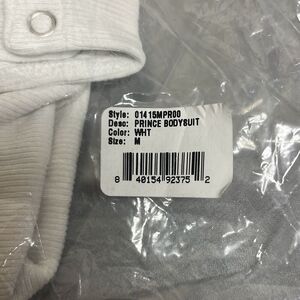 Style: 01415MPR00
Desc: PRINCE BODYSUIT
Color: WHT
Size: M
8 40154 92375 2